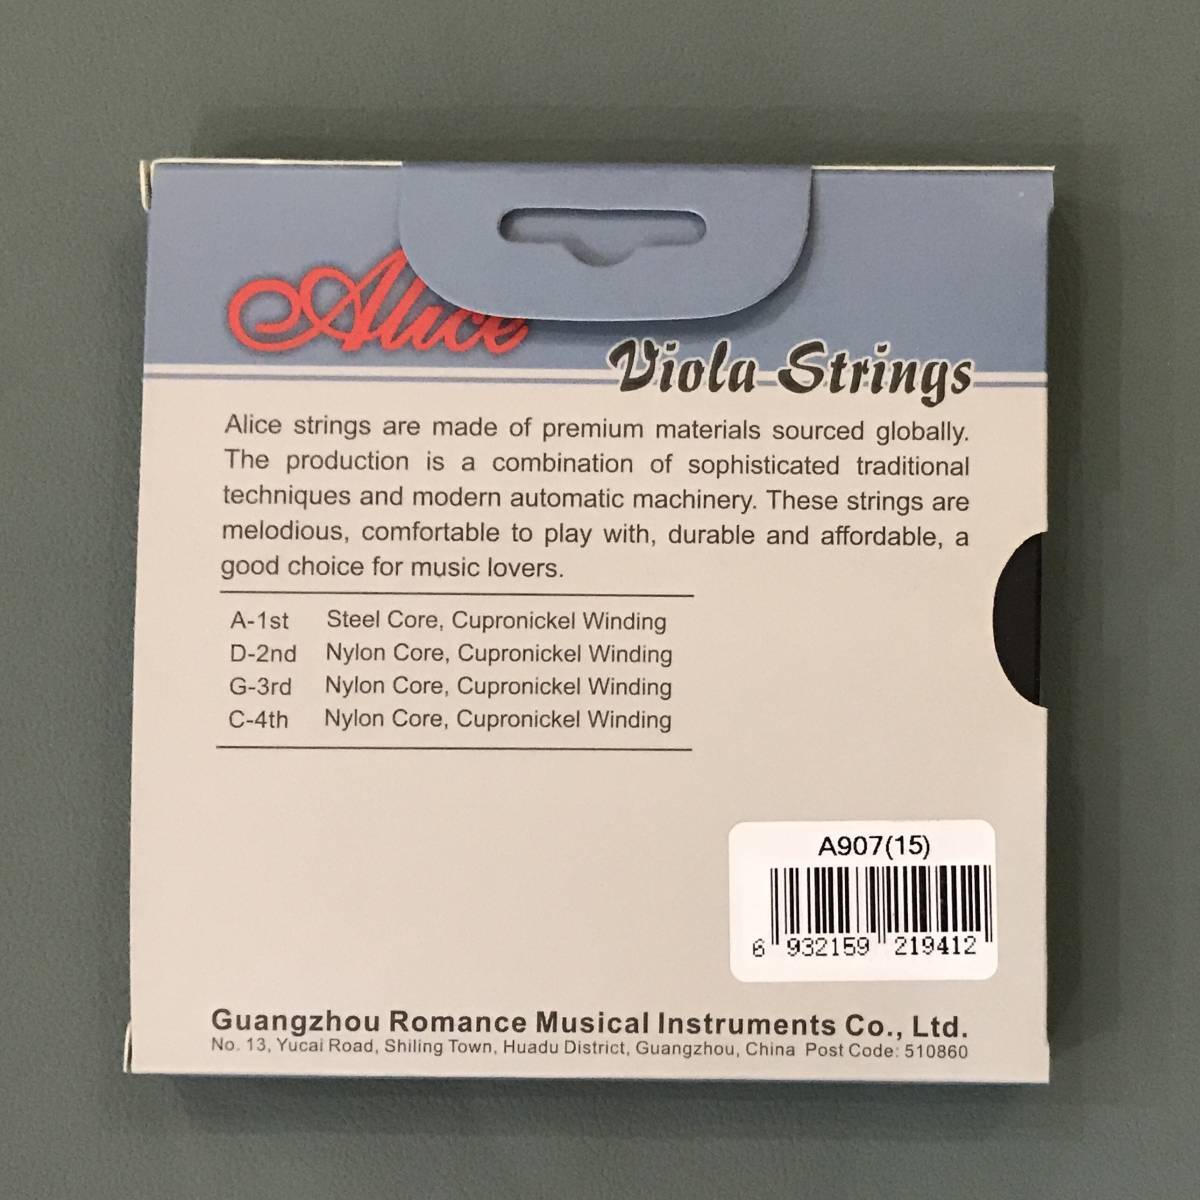 Alice
Viola Strings
Alice strings are made of premium materials sourced globally.
The production is a combination of sophisticated traditional
techniques and modern automatic machinery. These strings are
melodious, comfortable to play with, durable and affordable, a
good choice for music lovers.
A-1st Steel Core, Cupronickel Winding
D-2nd Nylon Core, Cupronickel Winding
G-3rd Nylon Core, Cupronickel Winding
C-4th Nylon Core, Cupronickel Winding
A907(15)
6 932159 219412
Guangzhou Romance Musical Instruments Co., Ltd.
No. 13, Yucai Road, Shiling Town, Huadu District, Guangzhou, China Post Code: 510860